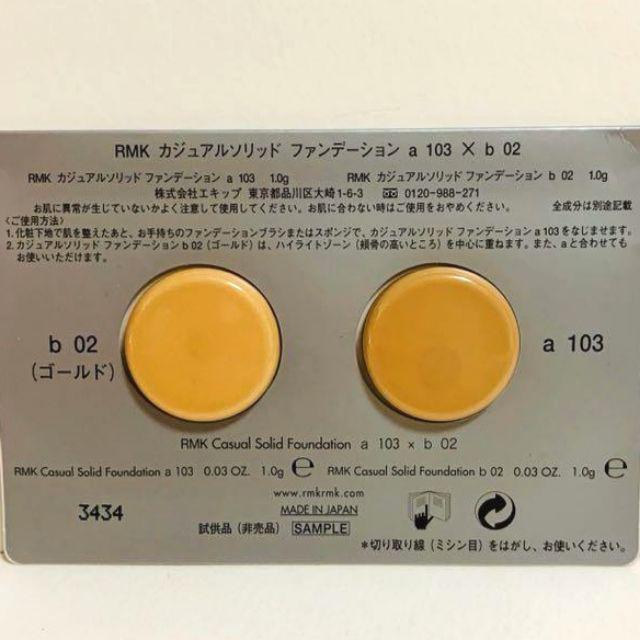 RMK カジュアルソリッド ファンデーション a 103 × b 02
RMK カジュアルソリッド ファンデーション a 103 1.0g RMK カジュアルソリッド ファンデーション b 02 1.0g
株式会社エキップ 東京都品川区大崎1-6-3 0120-988-271
お肌に異常が生じていないかよく注意して使用してください。お肌に合わない時はご使用をおやめください。 全成分は別途記載
〈ご使用方法〉
1.化粧下地で肌を整えたあと、お手持ちのファンデーションブラシまたはスポンジで、カジュアルソリッド ファンデーション a 103をなじませます。
2.カジュアルソリッド ファンデーション b 02（ゴールド）は、ハイライトゾーン（頬骨の高いところ）を中心に重ねます。また、aと合わせても
お使いいただけます。
b 02
（ゴールド）
a 103
RMK Casual Solid Foundation a 103 × b 02
RMK Casual Solid Foundation a 103 0.03 OZ. 1.0g ℮ RMK Casual Solid Foundation b 02 0.03 OZ. 1.0g ℮
www.rmkrmk.com
3434
MADE IN JAPAN
試供品（非売品） SAMPLE
＊切り取り線（ミシン目）をはがし、お使いください。